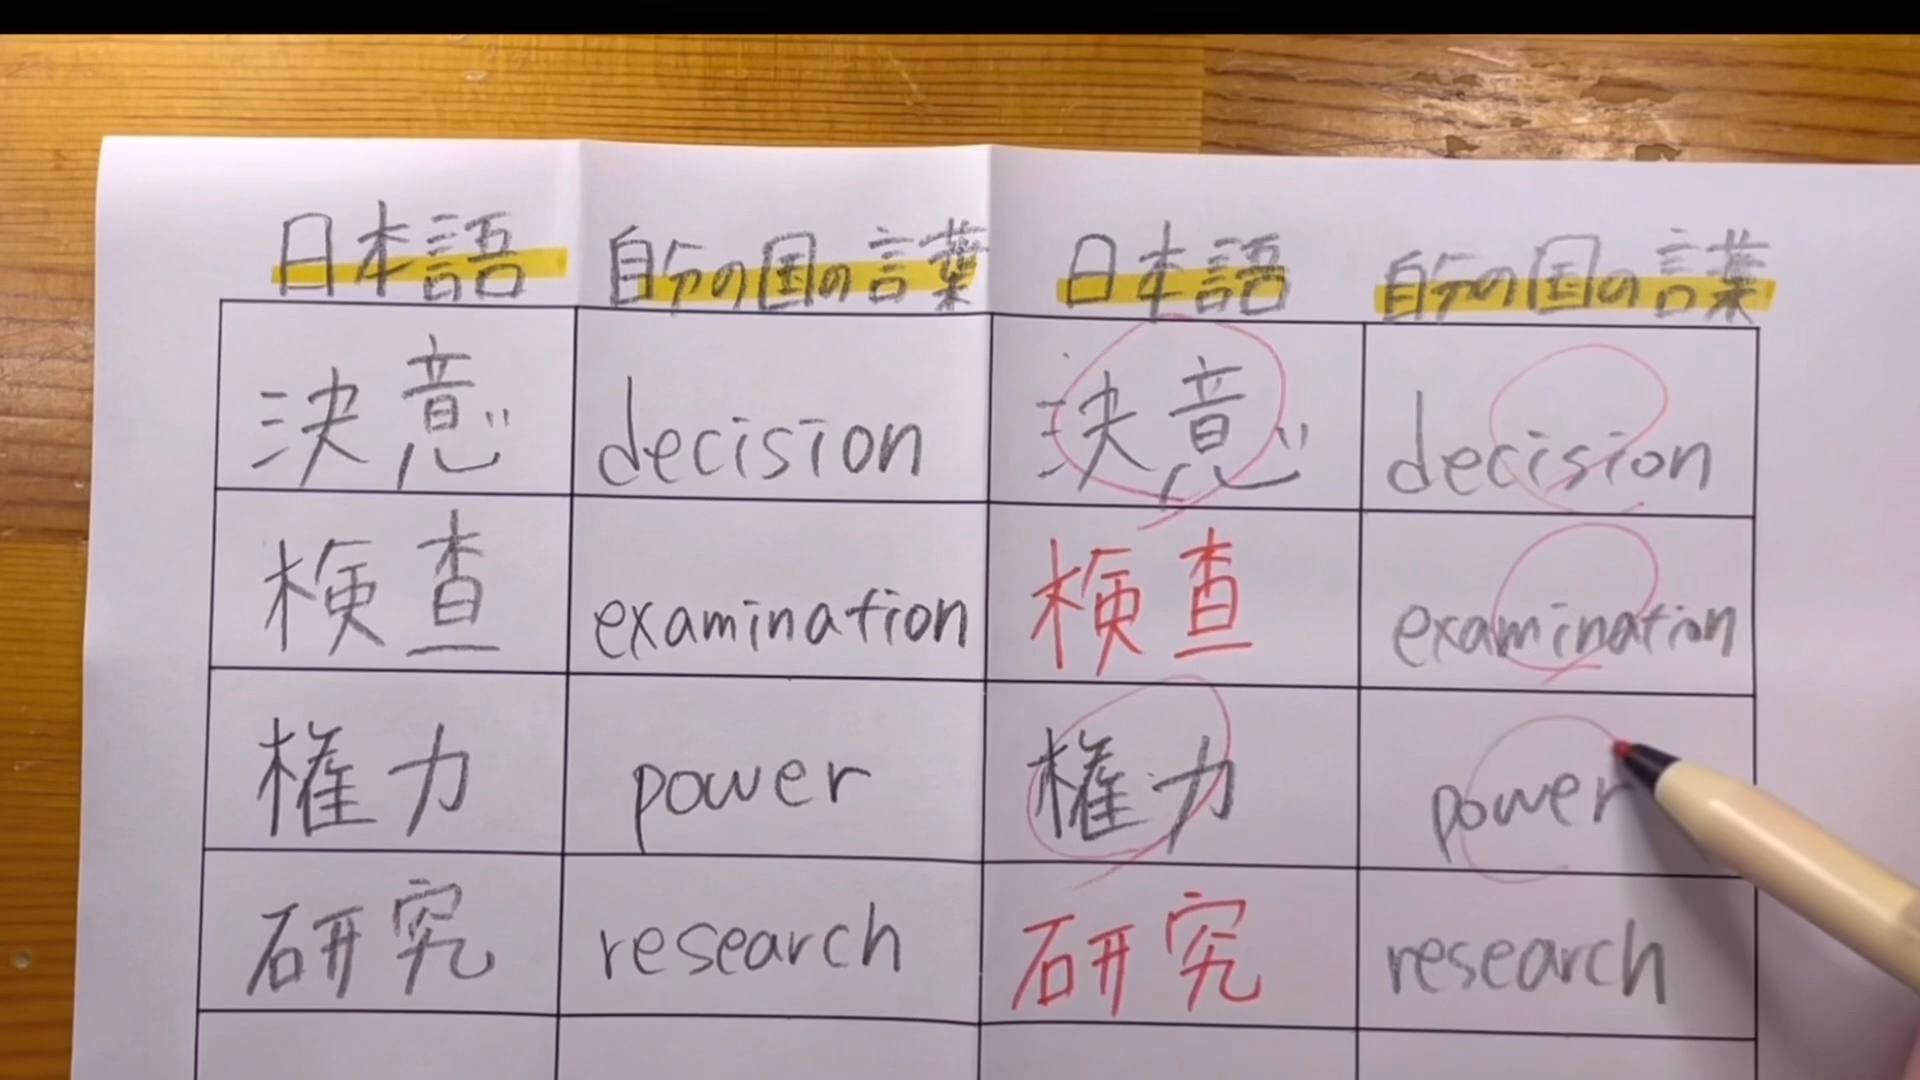 日本語 自分の国の言葉 日本語 自分の国の言葉
決意 decision 決意 decision
検査 examination 検査 examination
権力 power 権力 power
研究 research 研究 research